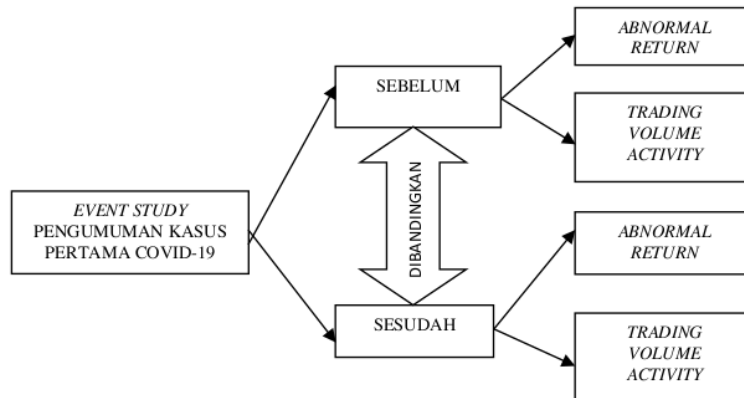 ABNORMAL
RETURN
SEBELUM
TRADING
VOLUME
ACTIVITY
EVENT STUDY
PENGUMUMAN KASUS
PERTAMA COVID-19
DIBANDINGKAN
ABNORMAL
RETURN
SESUDAH
TRADING
VOLUME
ACTIVITY